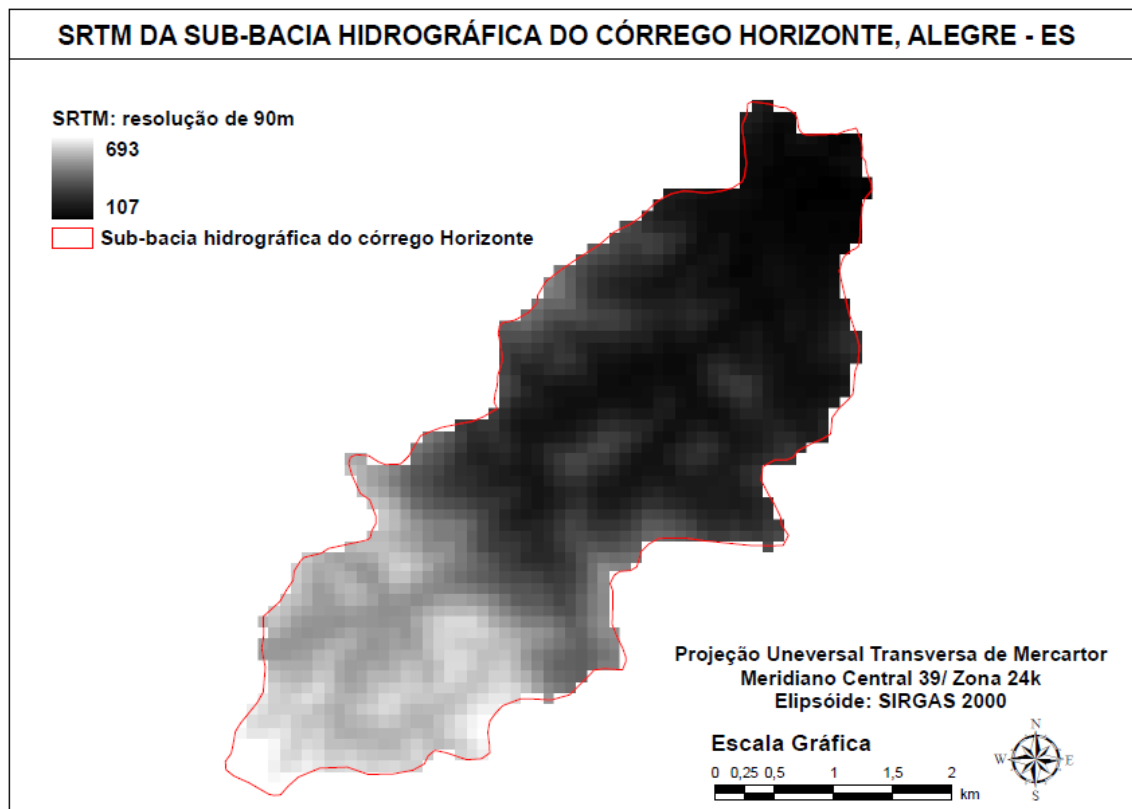 SRTM DA SUB-BACIA HIDROGRÁFICA DO CÓRREGO HORIZONTE, ALEGRE - ES
SRTM: resolução de 90m
693
107
Sub-bacia hidrográfica do córrego Horizonte
Projeção Uneversal Transversa de Mercartor
Meridiano Central 39/ Zona 24k
Elipsóide: SIRGAS 2000
Escala Gráfica
0 0,25 0,5 1 1,5 2
km
N
W E
S